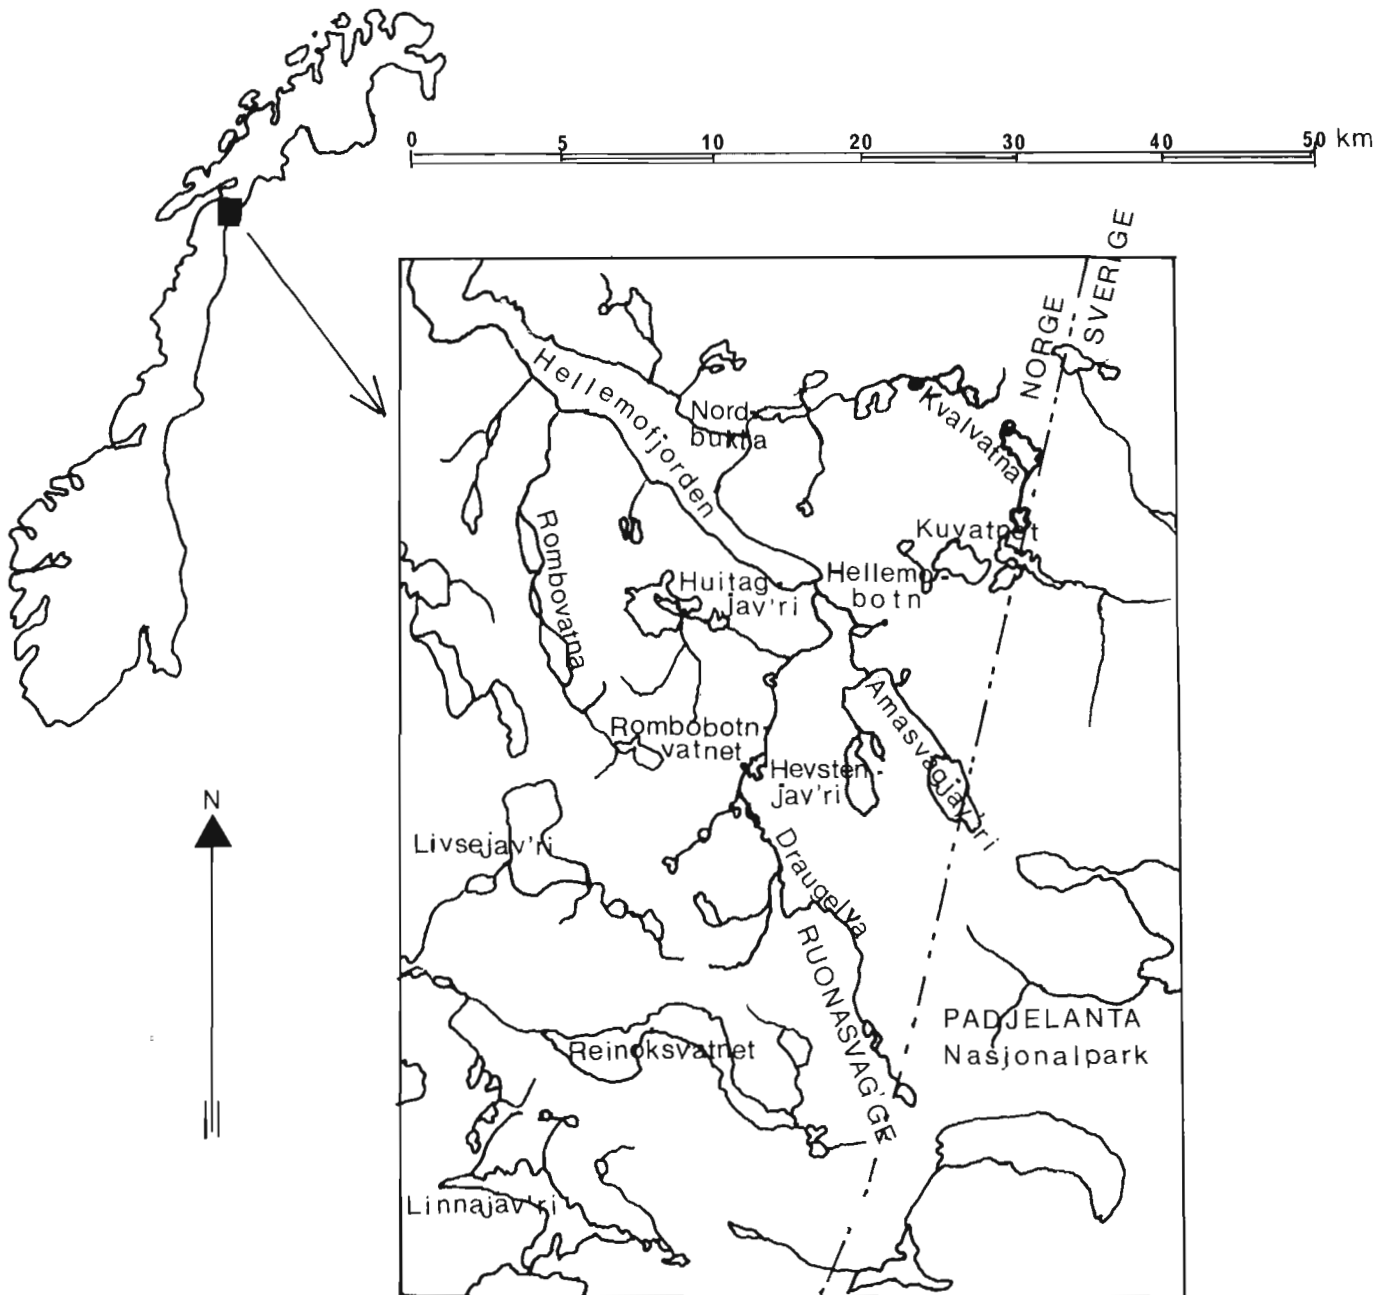 0 5 10 20 30 40 50 km
NORGE
SVERIGE
Hellemofjorden
Nord-
bukta
Kvalvatna
Kuvatnet
Rombovatna
Huitag-
jav'ri
Hellemo-
botn
Amasvagjav'ri
Rombobotn-
vatnet
Hevsten-
jav'ri
N
Livsejav'ri
Draugelva
RUONASVAG'GE
PADJELANTA
Nasjonalpark
Reinoksvatnet
Linnajav'ri